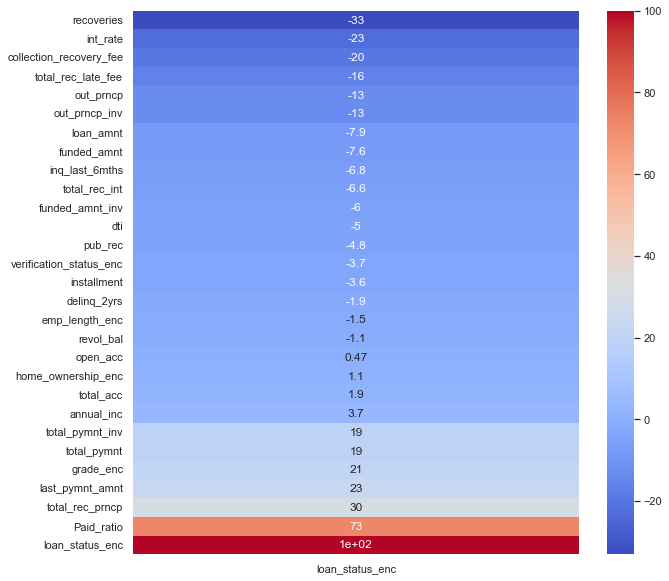 recoveries -33
int_rate -23
collection_recovery_fee -20
total_rec_late_fee -16
out_prncp -13
out_prncp_inv -13
loan_amnt -7.9
funded_amnt -7.6
inq_last_6mths -6.8
total_rec_int -6.6
funded_amnt_inv -6
dti -5
pub_rec -4.8
verification_status_enc -3.7
installment -3.6
delinq_2yrs -1.9
emp_length_enc -1.5
revol_bal -1.1
open_acc 0.47
home_ownership_enc 1.1
total_acc 1.9
annual_inc 3.7
total_pymnt_inv 19
total_pymnt 19
grade_enc 21
last_pymnt_amnt 23
total_rec_prncp 30
Paid_ratio 73
loan_status_enc 1e+02
loan_status_enc
100
80
60
40
20
0
−20